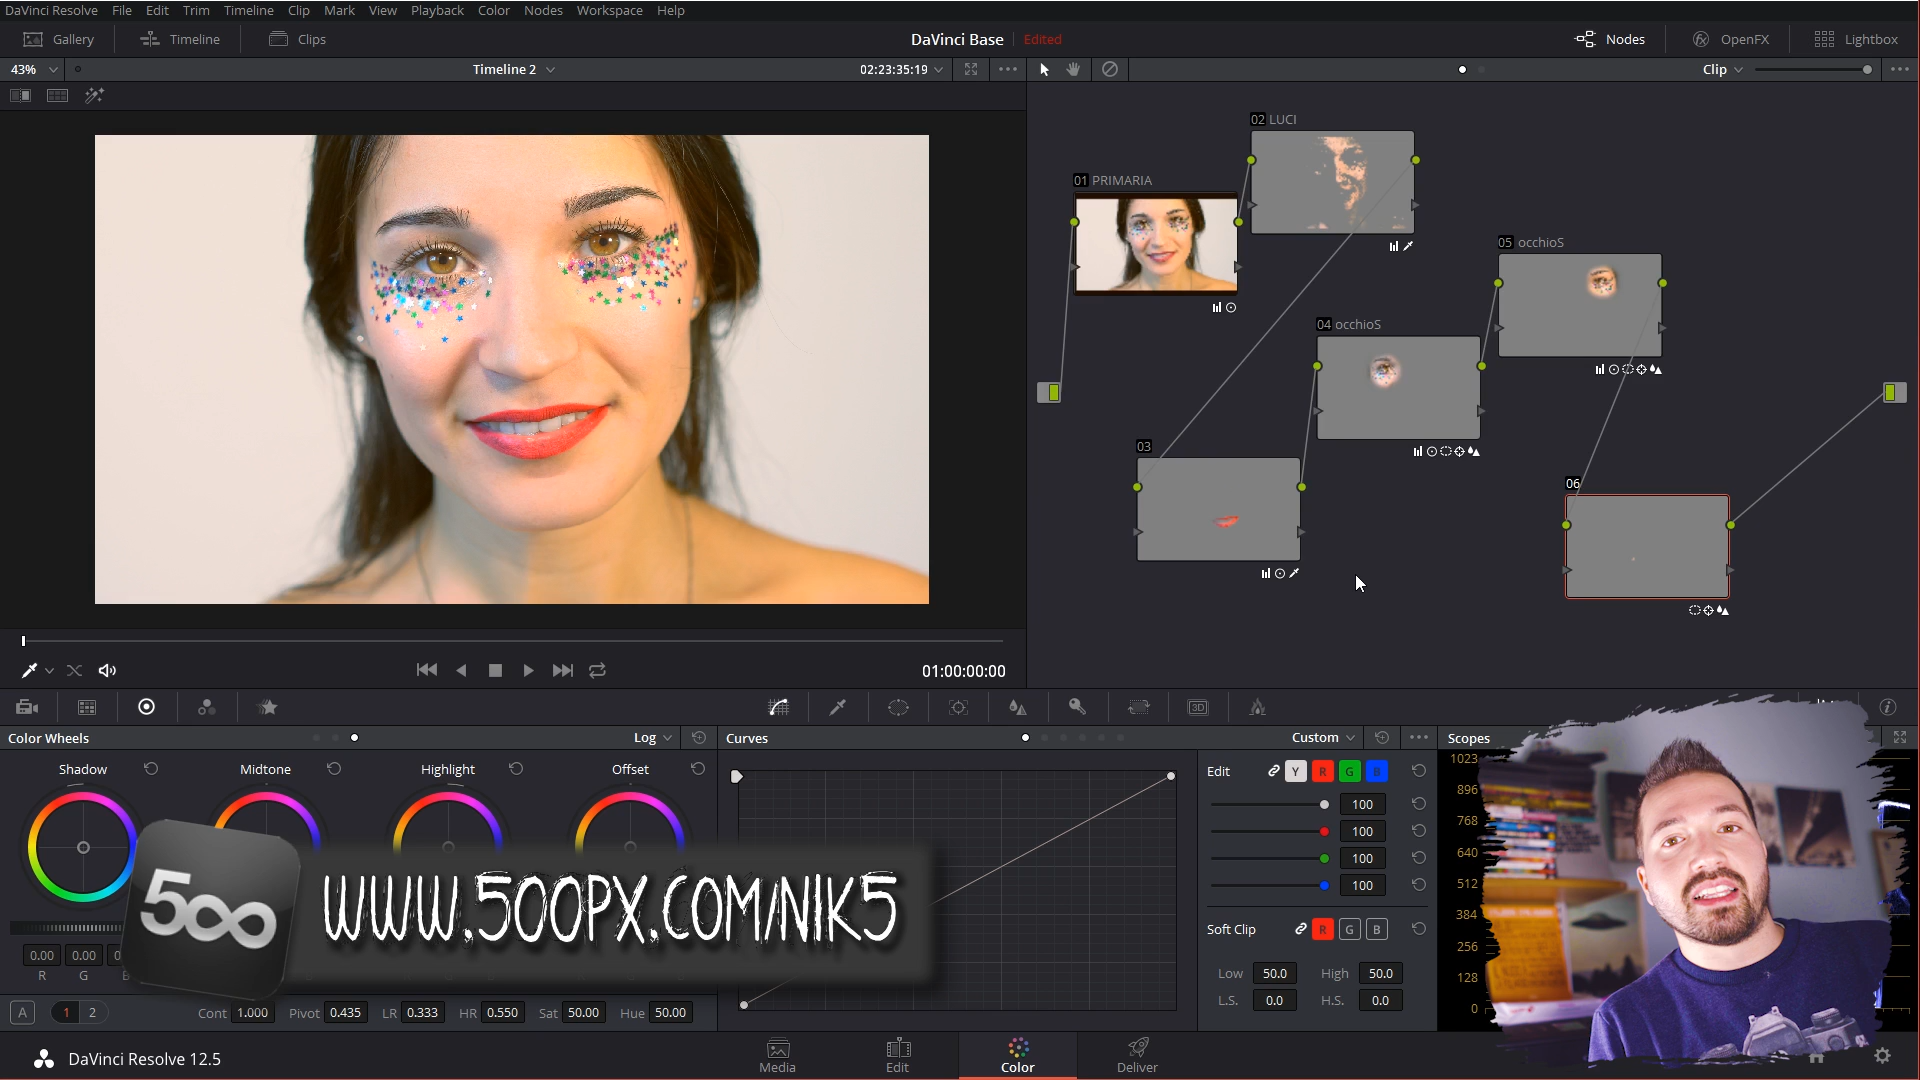 DaVinci Resolve File Edit Trim Timeline Clip Mark View Playback Color Nodes Workspace Help
Gallery Timeline Clips DaVinci Base Edited Nodes OpenFX Lightbox
43% Timeline 2 02:23:35:19 Clip
02 LUCI
01 PRIMARIA
05 occhioS
04 occhioS
03
06
01:00:00:00
3D
Color Wheels Log Curves Custom Scopes
Shadow Midtone Highlight Offset
Edit Y R G B
100
100
100
100
Soft Clip R G B
Low 50.0 High 50.0
L.S. 0.0 H.S. 0.0
1023
896
768
640
512
384
256
128
0
500
WWW.500PX.COM/NIK5
0.00 0.00
R G
A 1 2 Cont 1.000 Pivot 0.435 LR 0.333 HR 0.550 Sat 50.00 Hue 50.00
DaVinci Resolve 12.5 Media Edit Color Deliver